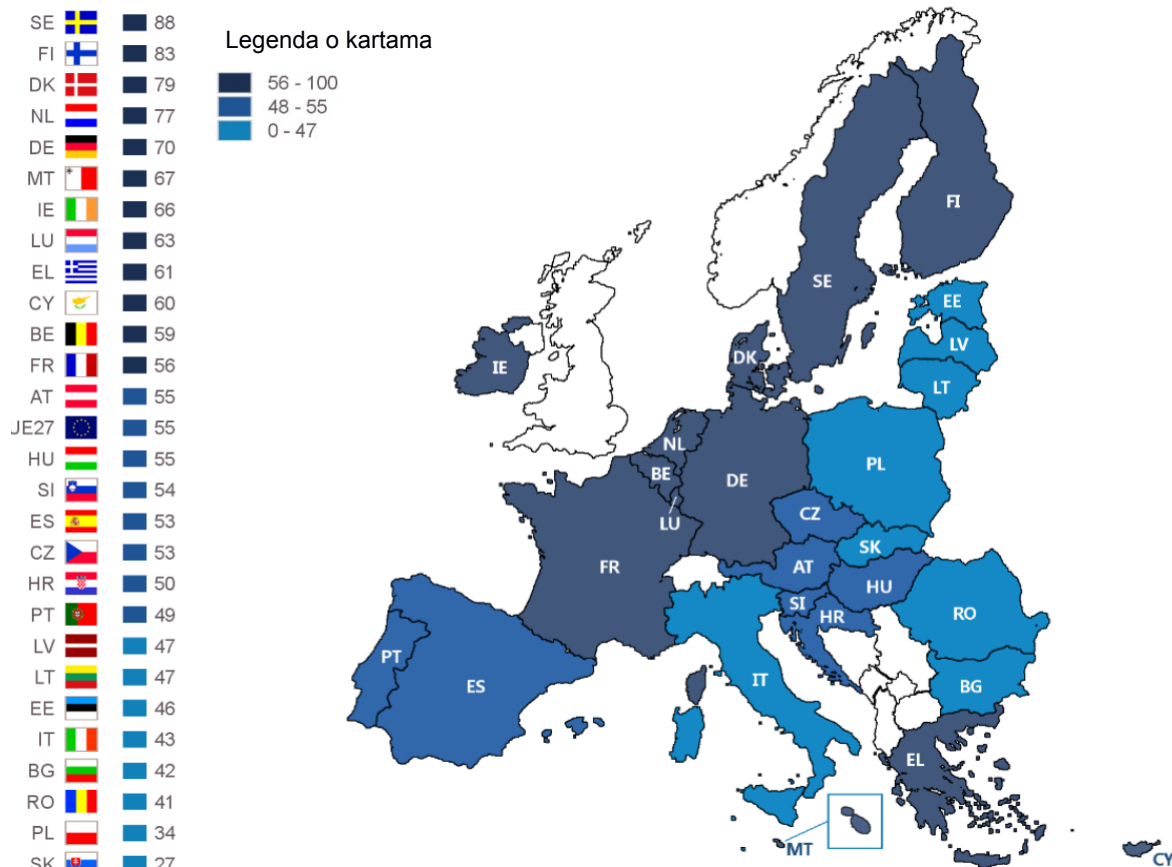 SE 88
FI 83
DK 79
NL 77
DE 70
MT 67
IE 66
LU 63
EL 61
CY 60
BE 59
FR 56
AT 55
JE27 55
HU 55
SI 54
ES 53
CZ 53
HR 50
PT 49
LV 47
LT 47
EE 46
IT 43
BG 42
RO 41
PL 34
SK 27
Legenda o kartama
56 - 100
48 - 55
0 - 47
FI
SE
EE
LV
LT
DK
IE
NL
BE
LU
DE
PL
CZ
SK
AT
HU
FR
SI
HR
RO
PT
ES
IT
BG
EL
MT
CY